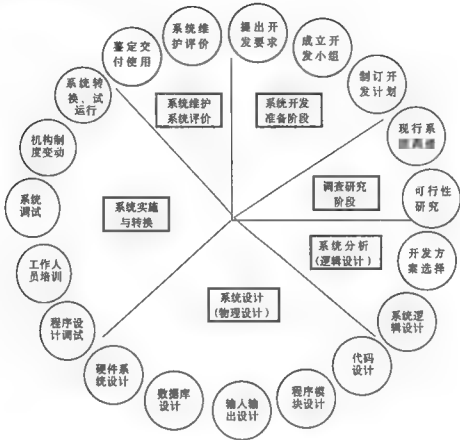 提出开
发要求
成立开
发小组
制订开
发计划
现行系
可行性
研究
开发方
案选择
系统逻
辑设计
代码
设计
程序模
块设计
输人输
出设计
数据库
设计
硬件系
统设计
程序设
计调试
工作人
员培训
系统
调试
机构制
度变动
系统转
换、试
运行
鉴定交
付使用
系统维
护评价
系统维护
系统评价
系统开发
准备阶段
调查研究
阶段
系统分析
(逻辑设计)
系统设计
(物理设计)
系统实施
与转换